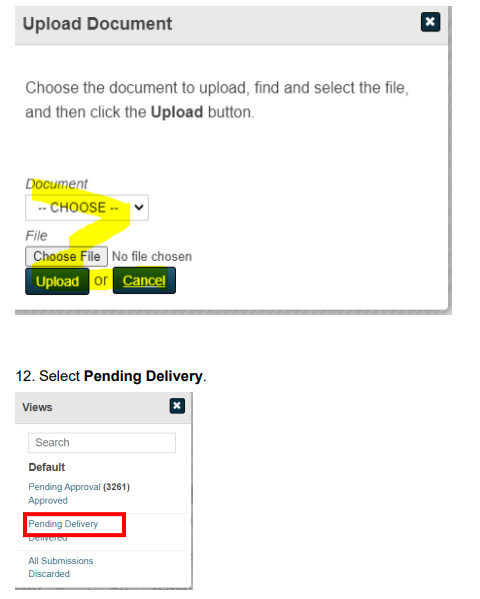 Upload Document
Choose the document to upload, find and select the file,
and then click the Upload button.
Document
-- CHOOSE --
File
Choose File No file chosen
Upload or Cancel
12. Select Pending Delivery.
Views
Search
Default
Pending Approval (3261)
Approved
Pending Delivery
Delivered
All Submissions
Discarded